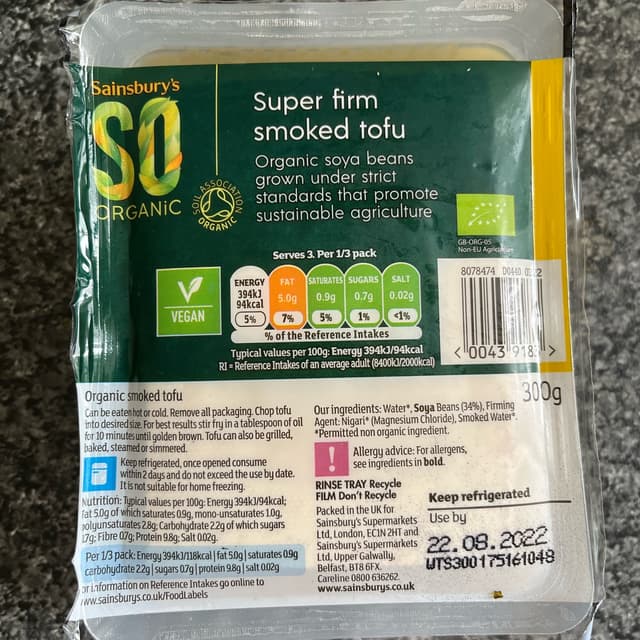 Sainsbury's
SO
ORGANiC
SOIL ASSOCIATION
ORGANIC
Super firm
smoked tofu
Organic soya beans
grown under strict
standards that promote
sustainable agriculture
GB-ORG-05
Non-EU Agriculture
VEGAN
Serves 3. Per 1/3 pack
ENERGY FAT SATURATES SUGARS SALT
394kJ 5.0g 0.9g 0.7g 0.02g
94kcal
5% 7% 5% 1% <1%
% of the Reference Intakes
Typical values per 100g: Energy 394kJ/94kcal
RI = Reference Intakes of an average adult (8400kJ/2000kcal)
8078474
< 0043 9183 >
300g
Organic smoked tofu
Can be eaten hot or cold. Remove all packaging. Chop tofu
into desired size. For best results stir fry in a tablespoon of oil
for 10 minutes until golden brown. Tofu can also be grilled,
baked, steamed or simmered.
Keep refrigerated, once opened consume
within 2 days and do not exceed the use by date.
It is not suitable for home freezing.
Nutrition: Typical values per 100g: Energy 394kJ/94kcal;
Fat 5.0g of which saturates 0.9g, mono-unsaturates 1.0g,
polyunsaturates 2.8g; Carbohydrate 2.2g of which sugars
0.7g; Fibre 0.7g; Protein 9.8g; Salt 0.02g.
Per 1/3 pack: Energy 394kJ/118kcal | fat 5.0g | saturates 0.9g
carbohydrate 2.2g | sugars 0.7g | protein 9.8g | salt 0.02g
For information on Reference Intakes go online to
www.sainsburys.co.uk/FoodLabels
Our ingredients: Water*, Soya Beans (34%), Firming
Agent: Nigari* (Magnesium Chloride), Smoked Water*.
*Permitted non organic ingredient.
Allergy advice: For allergens,
see ingredients in bold.
RINSE TRAY Recycle
FILM Don't Recycle
Packed in the UK for
Sainsbury's Supermarkets
Ltd, London, EC1N 2HT and
Sainsbury's Supermarkets
Ltd, Upper Galwally,
Belfast, BT8 6FX.
Careline 0800 636262.
www.sainsburys.co.uk
Keep refrigerated
Use by
22.08.2022
WTS300175161048